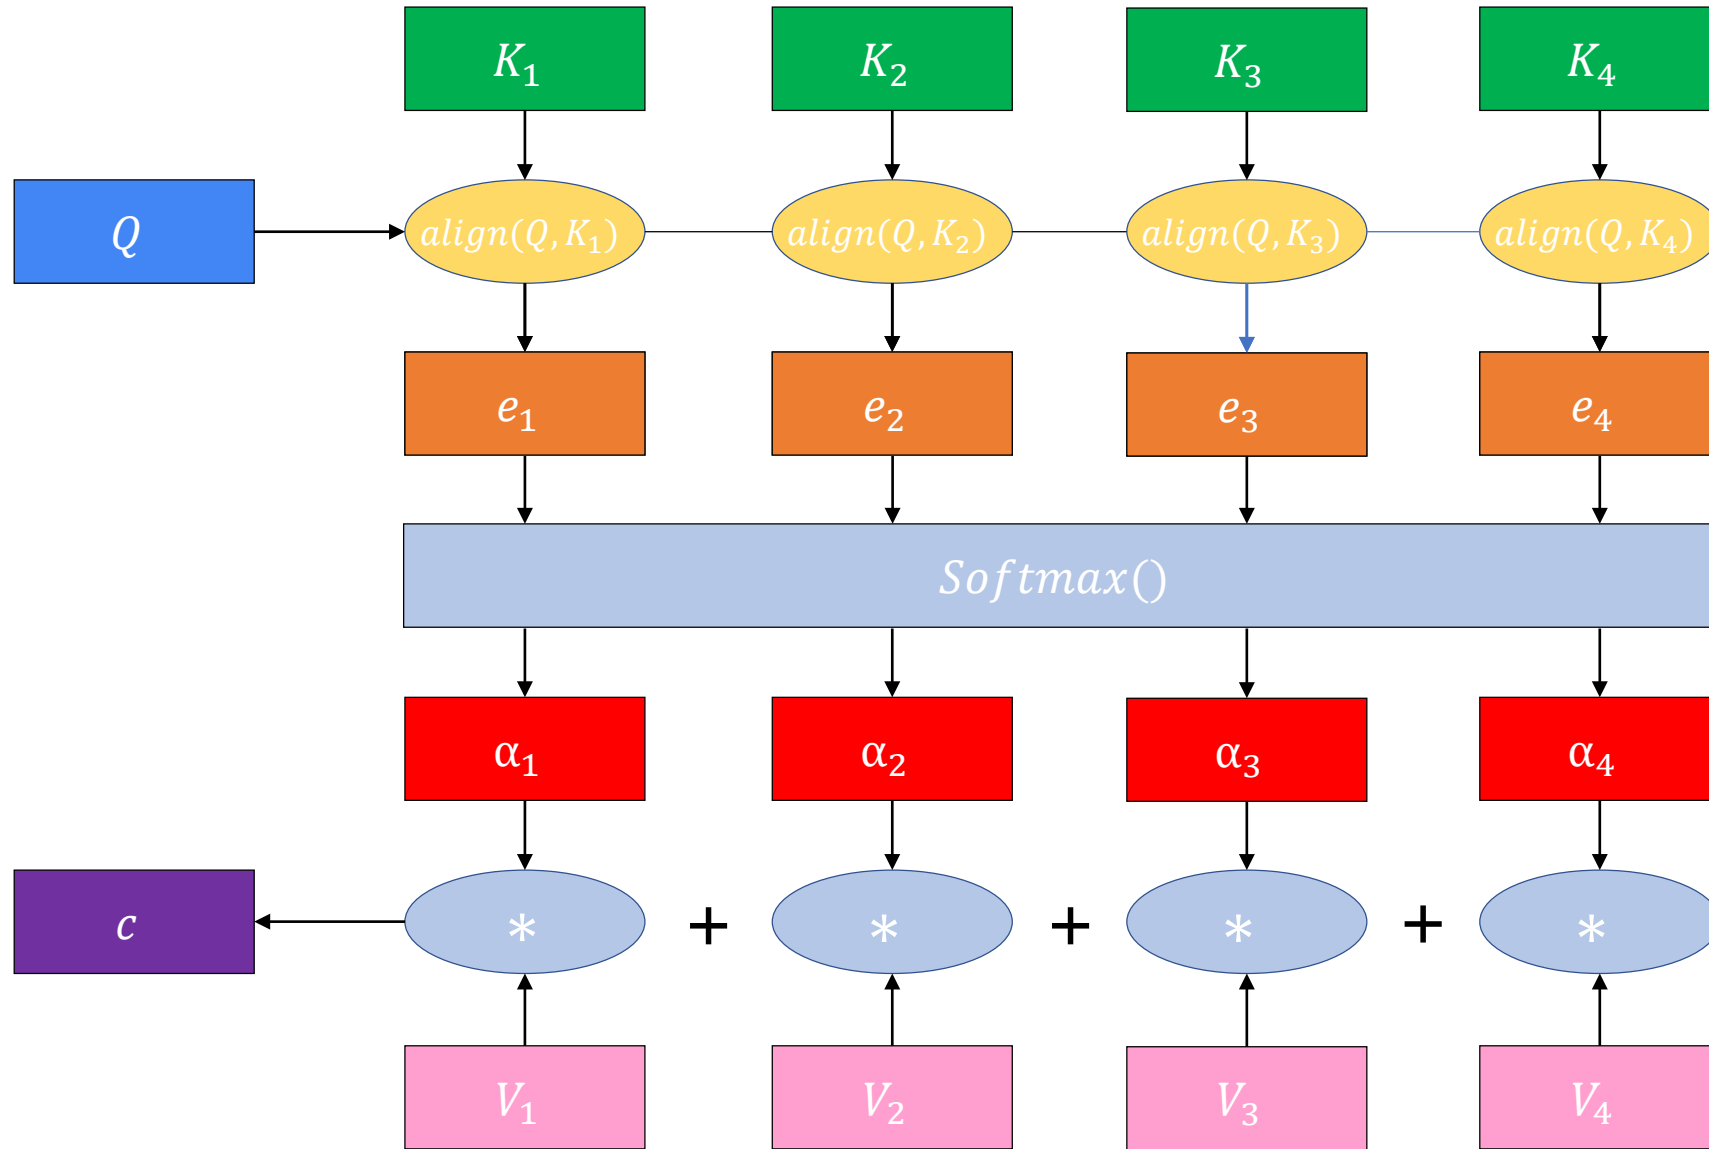 K₁ K₂ K₃ K₄
Q align(Q, K₁) align(Q, K₂) align(Q, K₃) align(Q, K₄)
e₁ e₂ e₃ e₄
Softmax()
α₁ α₂ α₃ α₄
c * + * + * + *
V₁ V₂ V₃ V₄